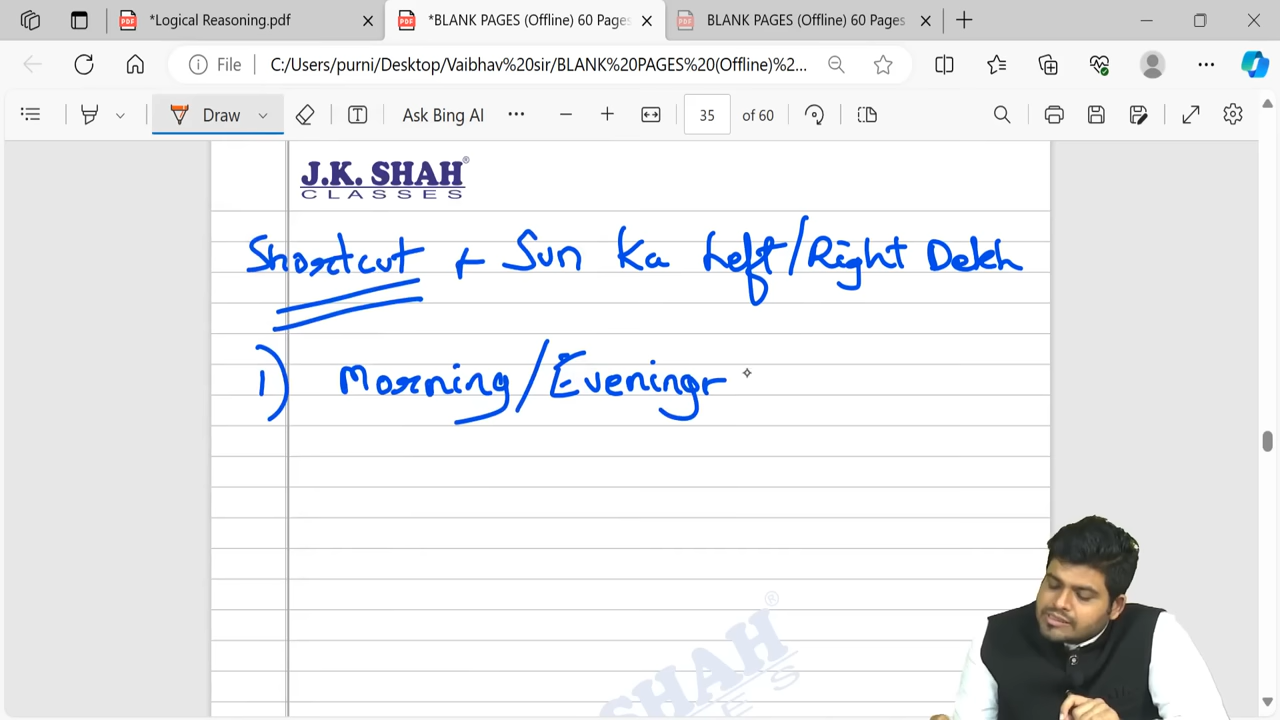 *Logical Reasoning.pdf
*BLANK PAGES (Offline) 60 Pages
BLANK PAGES (Offline) 60 Pages
File
C:/Users/purni/Desktop/Vaibhav%20sir/BLANK%20PAGES%20(Offline)%2...
Draw
Ask Bing AI
35 of 60
J.K. SHAH®
CLASSES
Shortcut + Sun Ka Left/Right Dekh
1) Morning/Evening
SHAH®
ES